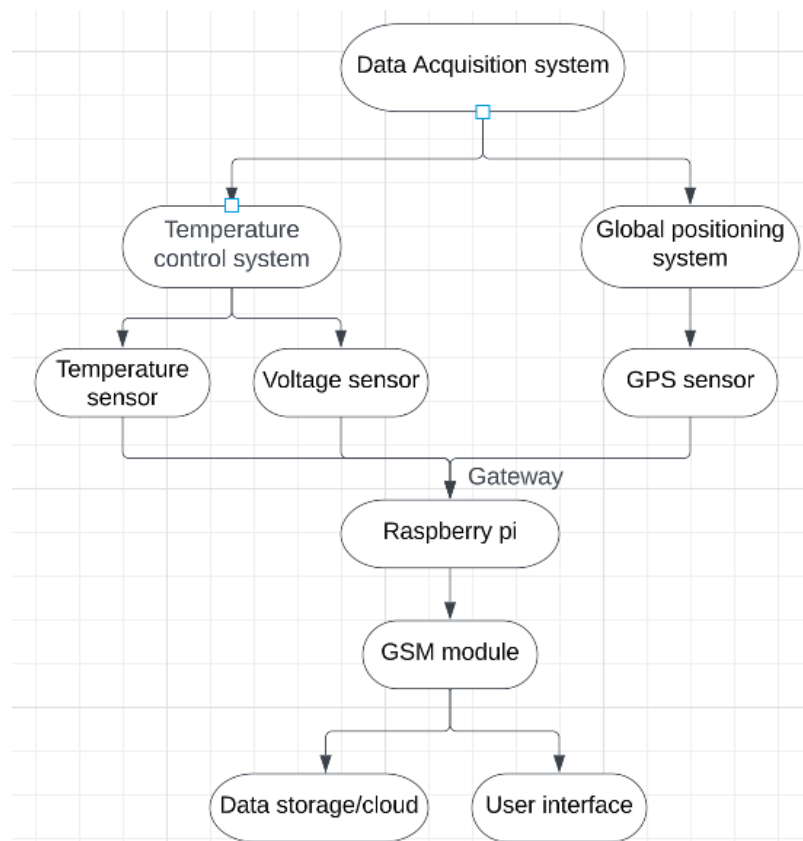 Data Acquisition system
Temperature
control system
Global positioning
system
Temperature
sensor
Voltage sensor
GPS sensor
Gateway
Raspberry pi
GSM module
Data storage/cloud
User interface